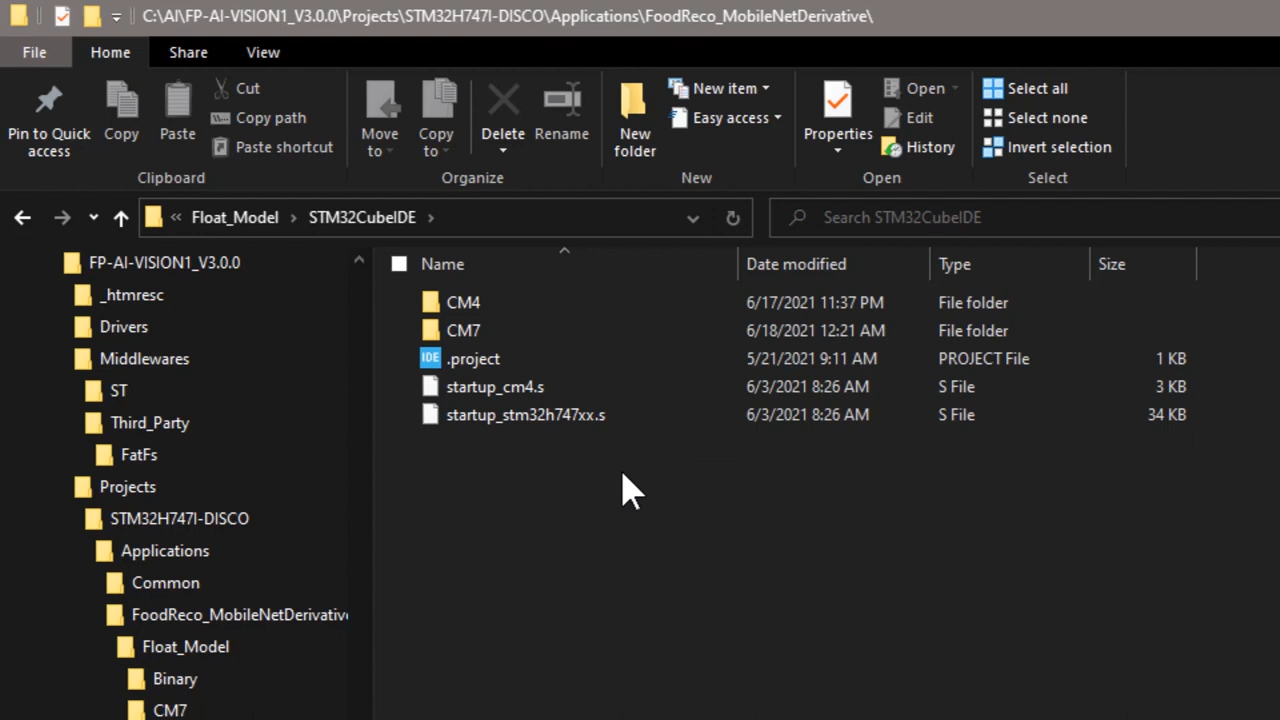 C:\AI\FP-AI-VISION1_V3.0.0\Projects\STM32H747I-DISCO\Applications\FoodReco_MobileNetDerivative\
File Home Share View
Pin to Quick access
Copy
Paste
Cut
Copy path
Paste shortcut
Clipboard
Move to
Copy to
Delete
Rename
Organize
New folder
New item
Easy access
New
Properties
Open
Edit
History
Open
Select all
Select none
Invert selection
Select
« Float_Model › STM32CubeIDE ›
Search STM32CubeIDE
FP-AI-VISION1_V3.0.0
_htmresc
Drivers
Middlewares
ST
Third_Party
FatFs
Projects
STM32H747I-DISCO
Applications
Common
FoodReco_MobileNetDerivative
Float_Model
Binary
CM7
Name Date modified Type Size
CM4 6/17/2021 11:37 PM File folder
CM7 6/18/2021 12:21 AM File folder
IDE .project 5/21/2021 9:11 AM PROJECT File 1 KB
startup_cm4.s 6/3/2021 8:26 AM S File 3 KB
startup_stm32h747xx.s 6/3/2021 8:26 AM S File 34 KB